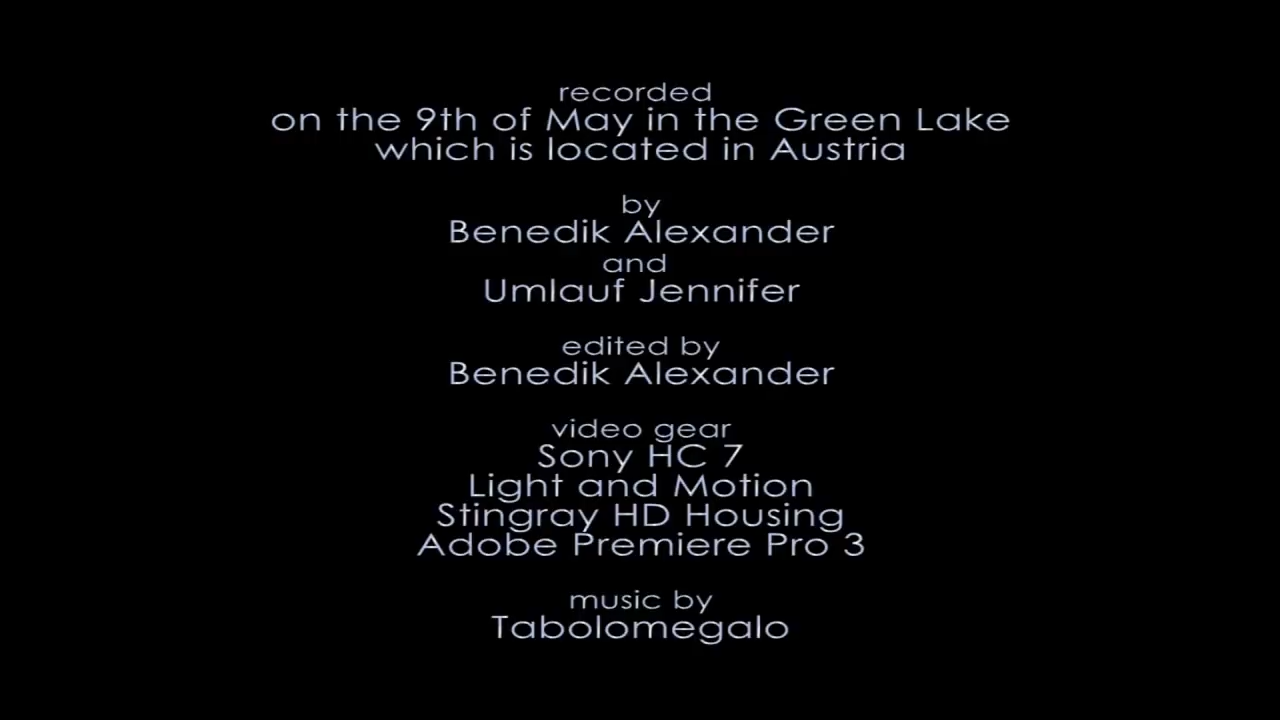 recorded
on the 9th of May in the Green Lake
which is located in Austria
by
Benedik Alexander
and
Umlauf Jennifer
edited by
Benedik Alexander
video gear
Sony HC 7
Light and Motion
Stingray HD Housing
Adobe Premiere Pro 3
music by
Tabolomegalo